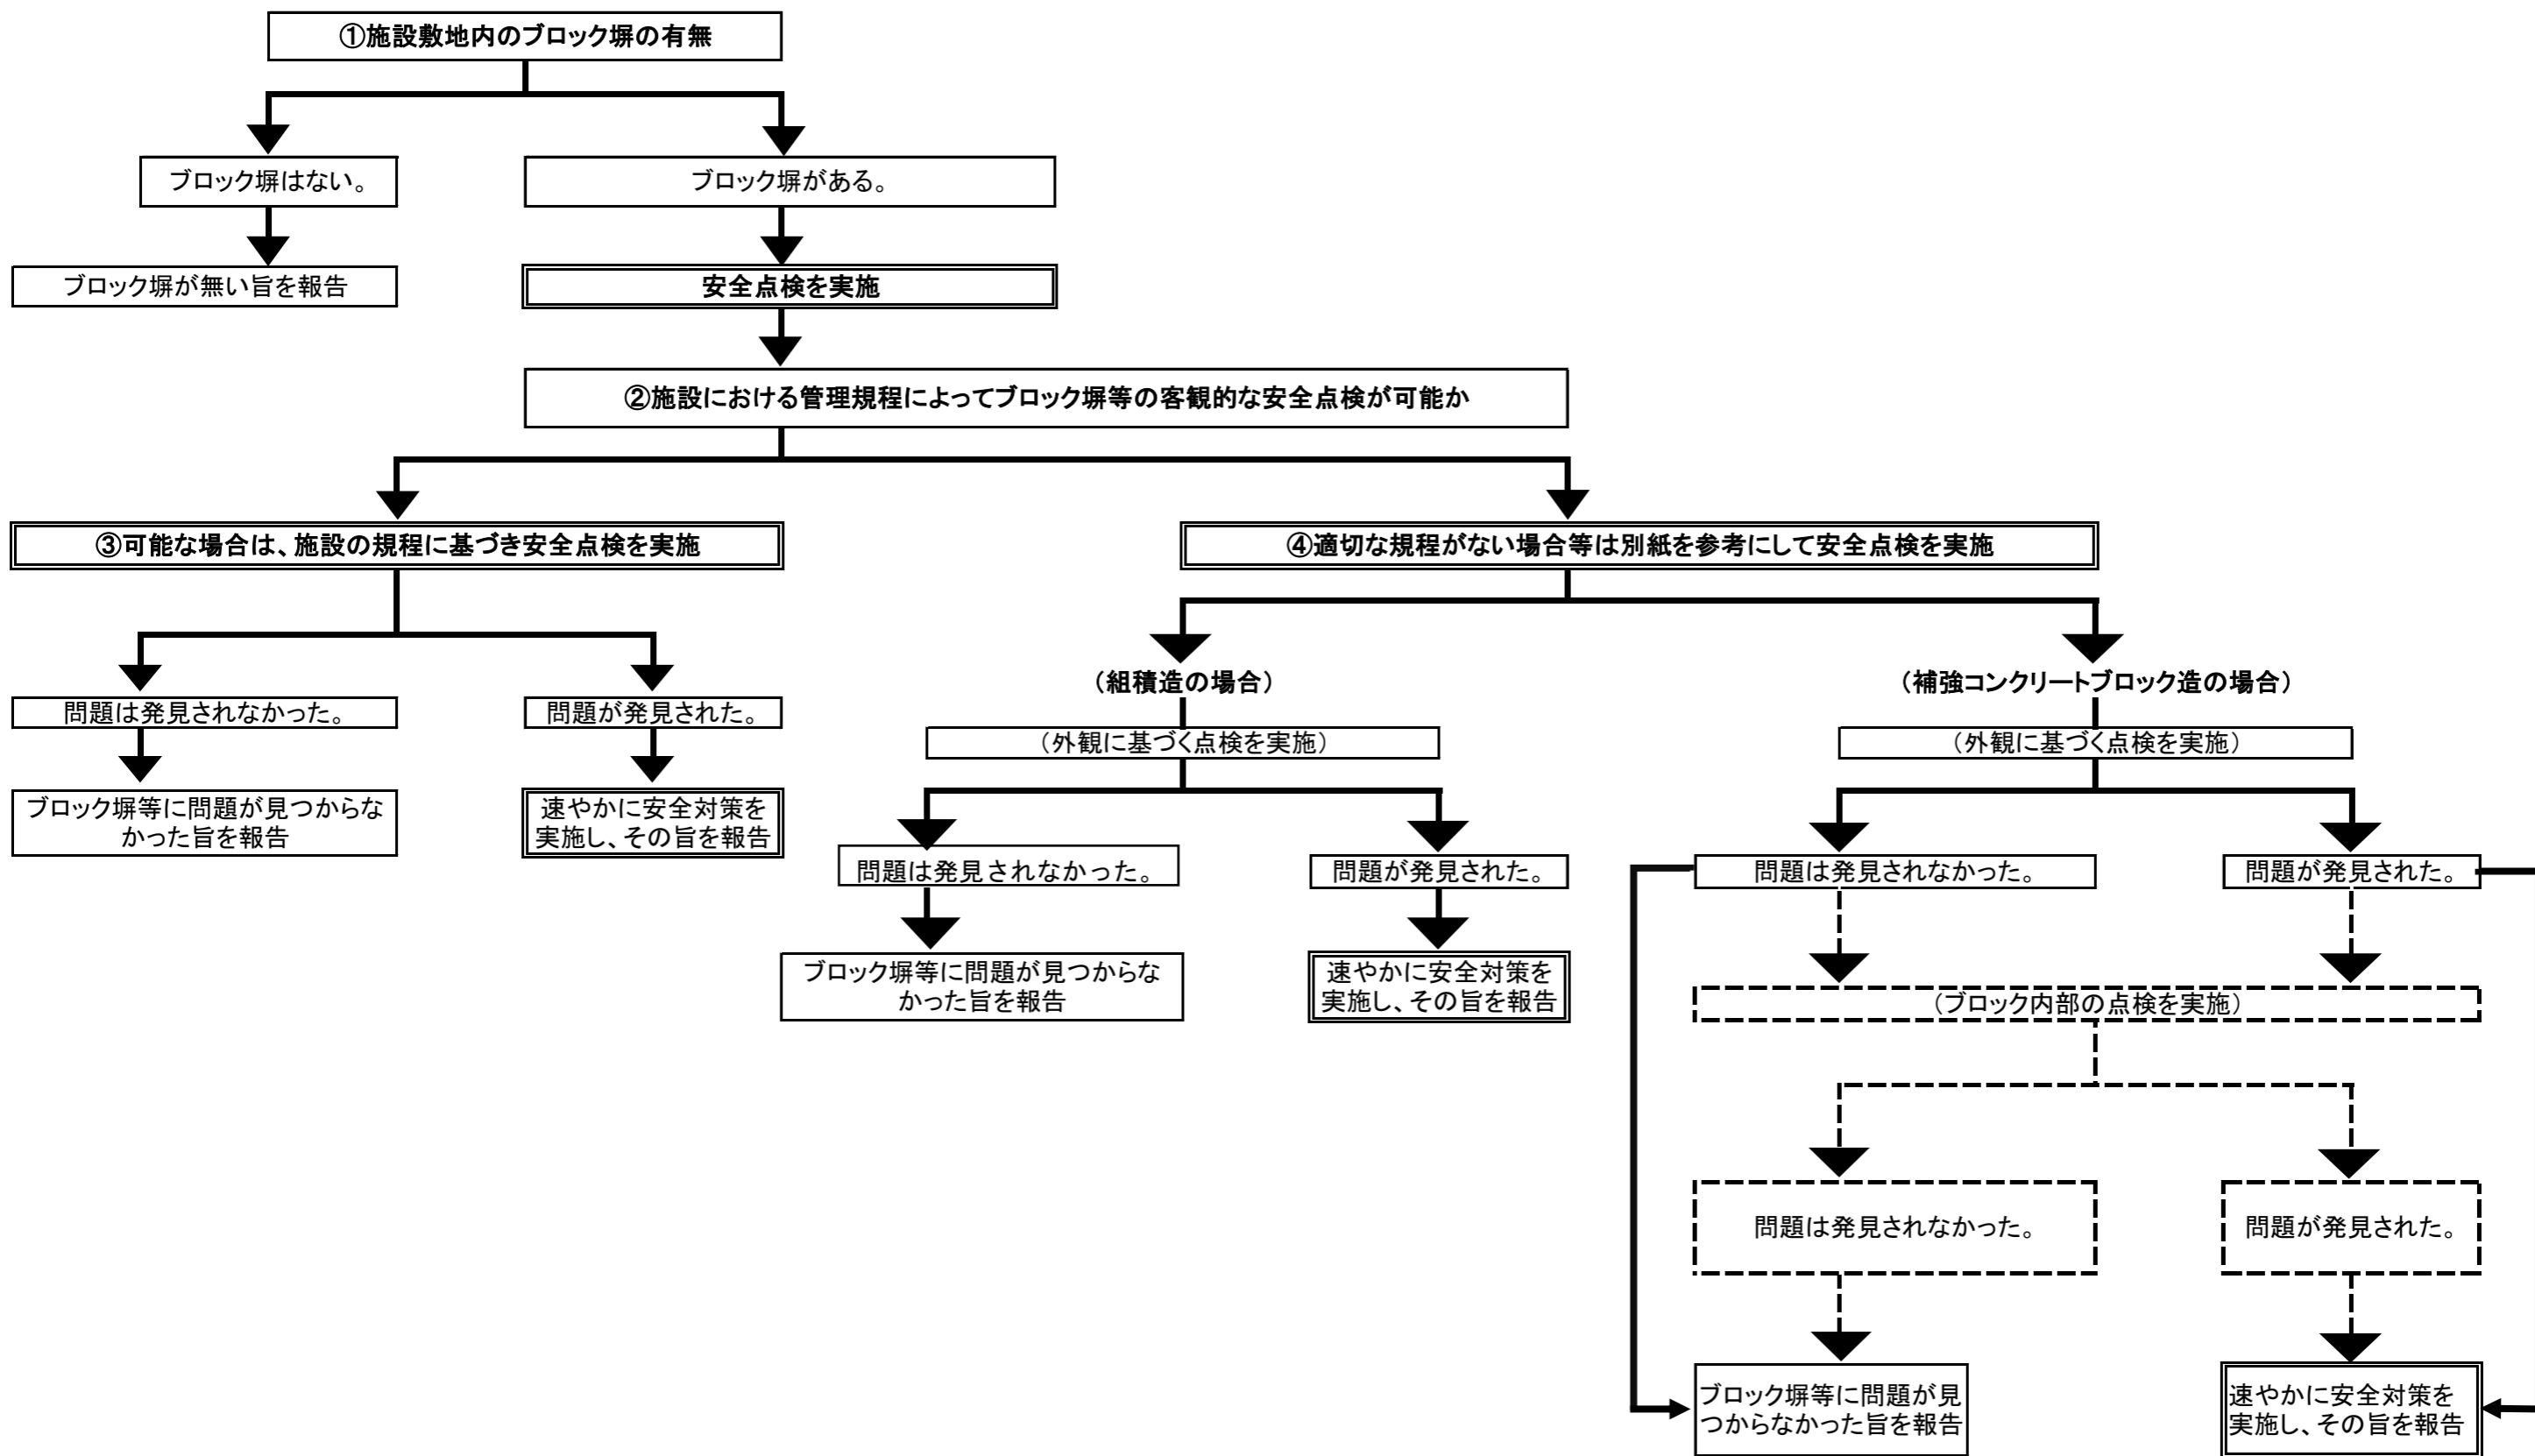 ①施設敷地内のブロック塀の有無
ブロック塀はない。
ブロック塀がある。
ブロック塀が無い旨を報告
安全点検を実施
②施設における管理規程によってブロック塀等の客観的な安全点検が可能か
③可能な場合は、施設の規程に基づき安全点検を実施
④適切な規程がない場合等は別紙を参考にして安全点検を実施
問題は発見されなかった。
問題が発見された。
ブロック塀等に問題が見つからな
かった旨を報告
速やかに安全対策を
実施し、その旨を報告
（組積造の場合）
（外観に基づく点検を実施）
問題は発見されなかった。
問題が発見された。
ブロック塀等に問題が見つからな
かった旨を報告
速やかに安全対策を
実施し、その旨を報告
（補強コンクリートブロック造の場合）
（外観に基づく点検を実施）
問題は発見されなかった。
問題が発見された。
（ブロック内部の点検を実施）
問題は発見されなかった。
問題が発見された。
ブロック塀等に問題が見
つからなかった旨を報告
速やかに安全対策を
実施し、その旨を報告